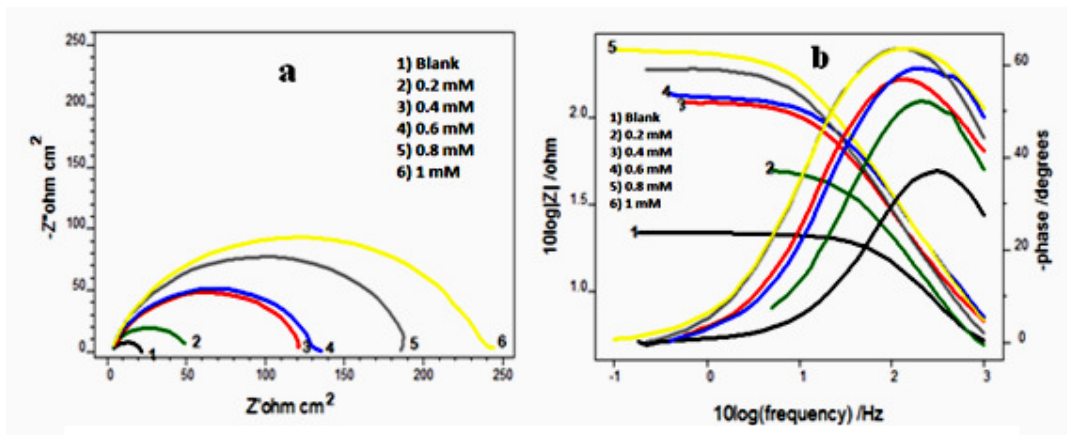 a
-Z"ohm cm2
250
200
150
100
50
0
0
50
100
150
200
250
Z'ohm cm2
1) Blank
2) 0.2 mM
3) 0.4 mM
4) 0.6 mM
5) 0.8 mM
6) 1 mM
1
2
3
4
5
6
b
10log|Z| /ohm
2.0
1.5
1.0
-1
0
1
2
3
10log(frequency) /Hz
-phase /degrees
60
40
20
0
1) Blank
2) 0.2 mM
3) 0.4 mM
4) 0.6 mM
5) 0.8 mM
6) 1 mM
5
4
3
2
1